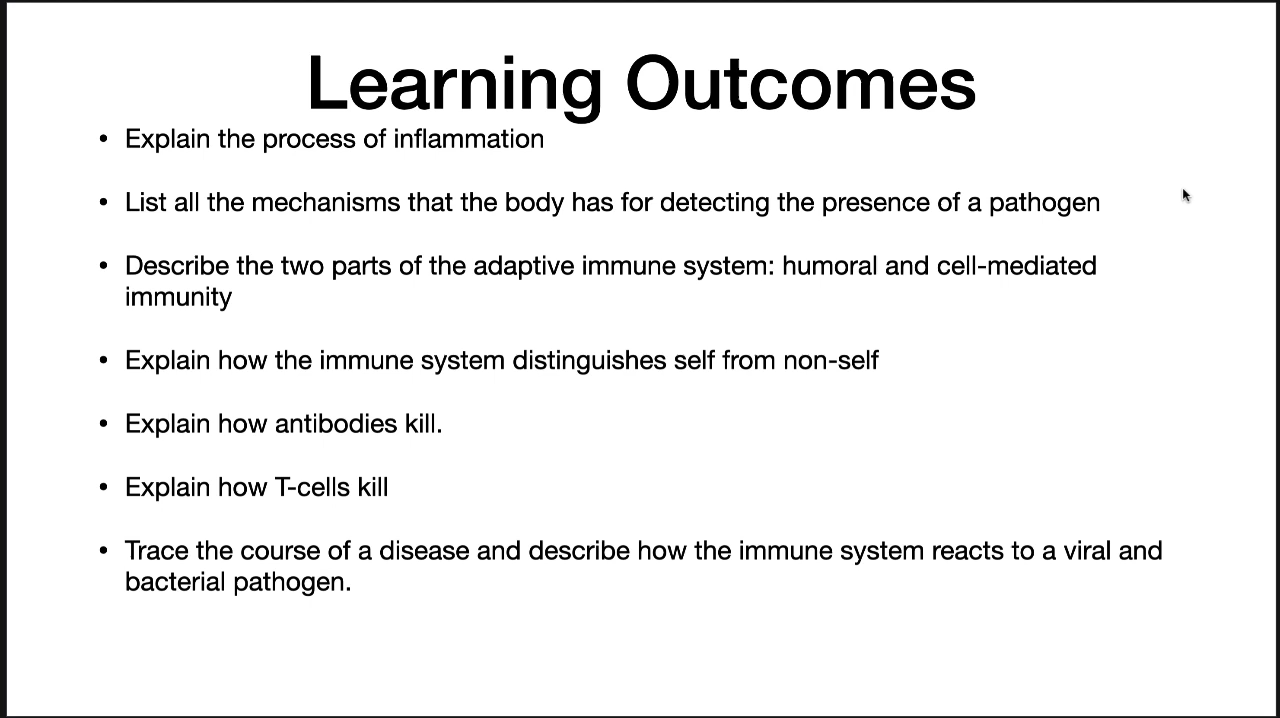 Learning Outcomes
• Explain the process of inflammation
• List all the mechanisms that the body has for detecting the presence of a pathogen
• Describe the two parts of the adaptive immune system: humoral and cell-mediated
immunity
• Explain how the immune system distinguishes self from non-self
• Explain how antibodies kill.
• Explain how T-cells kill
• Trace the course of a disease and describe how the immune system reacts to a viral and
bacterial pathogen.